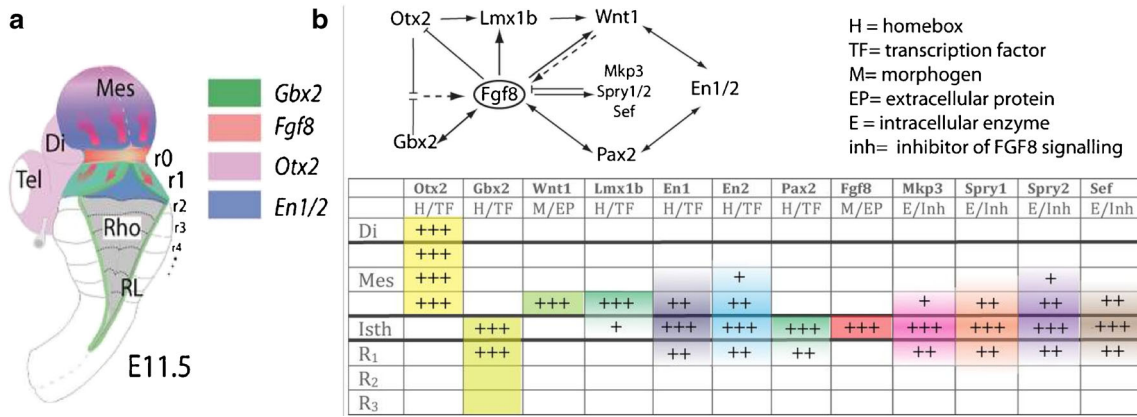 a
Mes
Di
Tel
r0
r1
r2
r3
r4
Rho
RL
E11.5
Gbx2
Fgf8
Otx2
En1/2
b
Otx2 Lmx1b Wnt1
Fgf8
Mkp3
Spry1/2
Sef
En1/2
Gbx2
Pax2
H = homebox
TF= transcription factor
M= morphogen
EP= extracellular protein
E = intracellular enzyme
inh= inhibitor of FGF8 signalling
Otx2 Gbx2 Wnt1 Lmx1b En1 En2 Pax2 Fgf8 Mkp3 Spry1 Spry2 Sef
H/TF H/TF M/EP H/TF H/TF H/TF H/TF M/EP E/Inh E/Inh E/Inh E/Inh
Di +++
+++
Mes +++ + +
+++ +++ +++ ++ ++ + ++ ++ ++
Isth +++ + +++ +++ +++ +++ +++ +++ +++ +++
R1 +++ ++ ++ ++ ++ ++ ++ ++
R2
R3